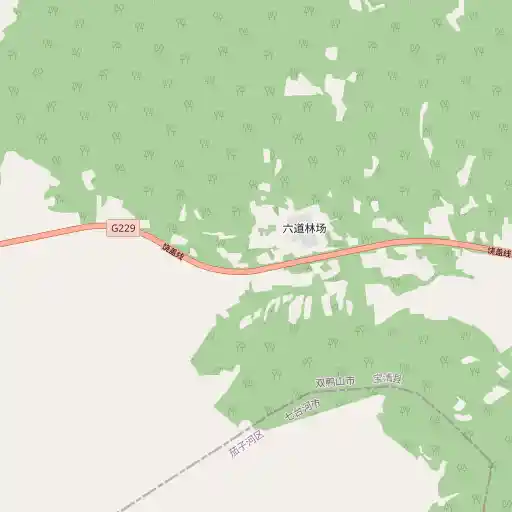 六道林场
G229
饶盖线
饶盖线
双鸭山市
宝清县
七台河市
茄子河区